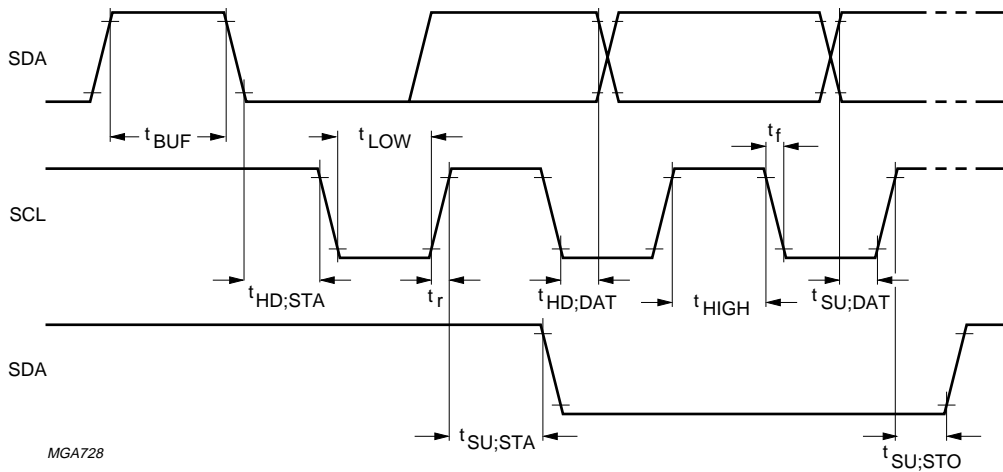 SDA
t BUF
t LOW
t f
SCL
t HD;STA
t r
t HD;DAT
t HIGH
t SU;DAT
SDA
t SU;STA
t SU;STO
MGA728